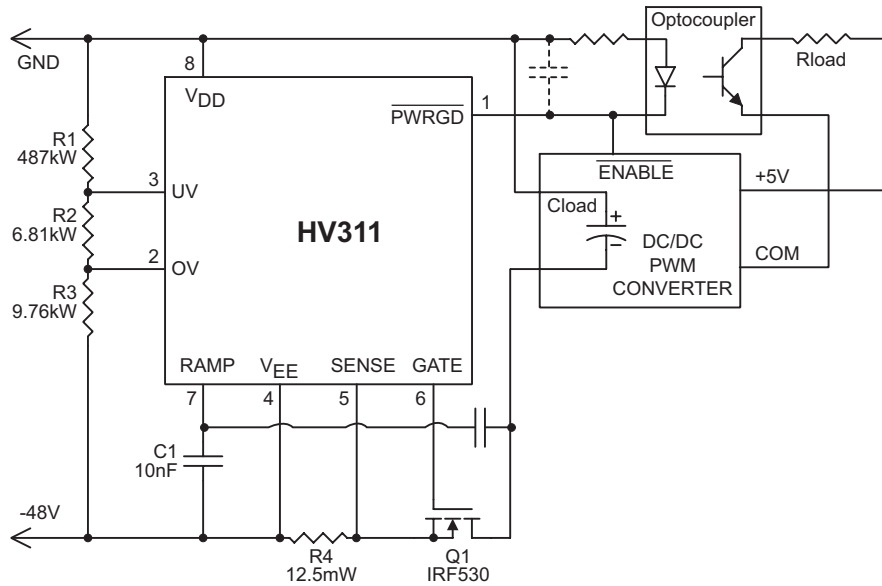 Optocoupler
GND
Rload
8
VDD
1
PWRGD
R1
487kW
ENABLE
3
UV
+5V
R2
6.81kW
Cload
+
−
HV311
DC/DC
PWM
CONVERTER
COM
2
OV
R3
9.76kW
RAMP
VEE
SENSE
GATE
7
4
5
6
C1
10nF
-48V
R4
12.5mW
Q1
IRF530